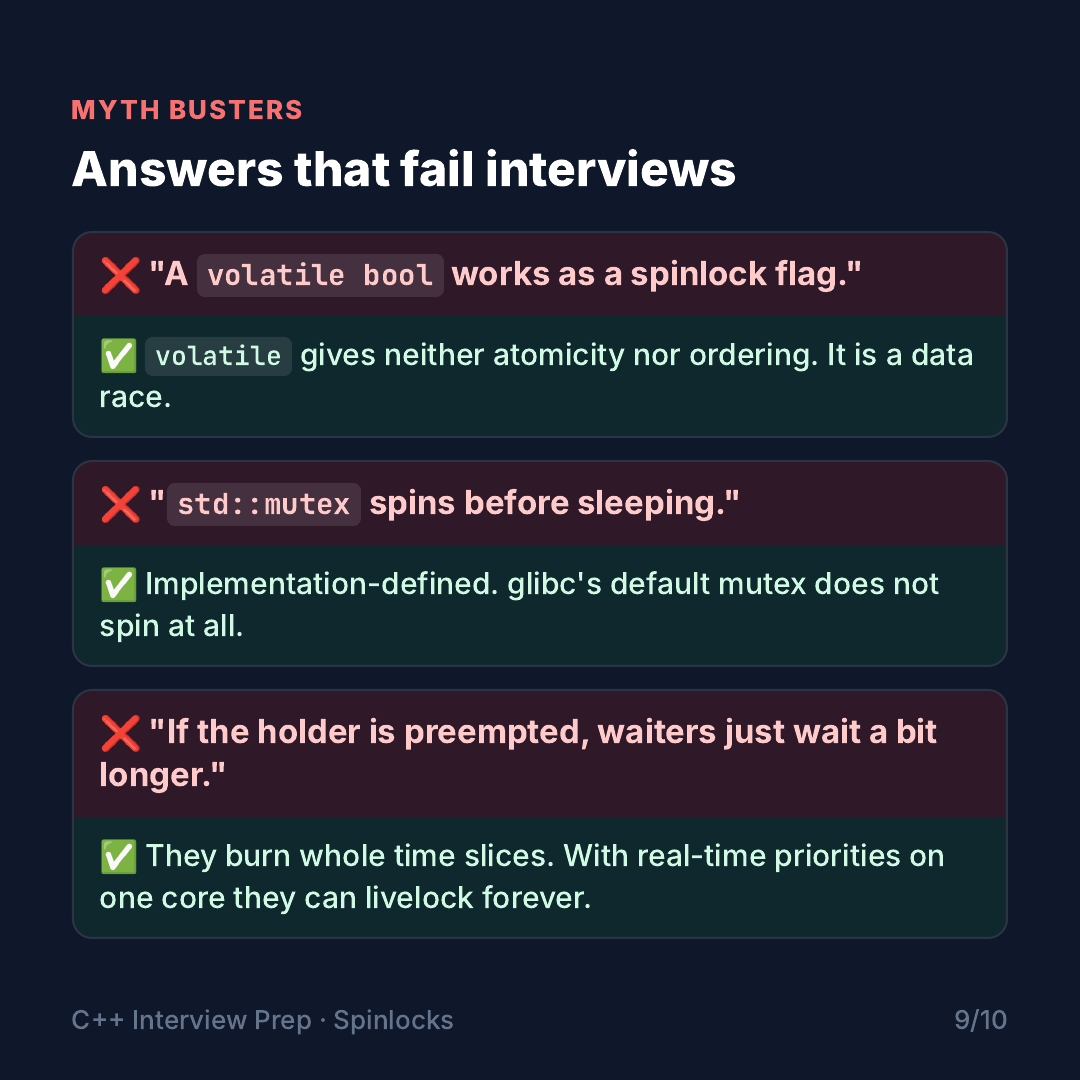 MYTH BUSTERS
Answers that fail interviews
❌ "A volatile bool works as a spinlock flag."
✅ volatile gives neither atomicity nor ordering. It is a data
race.
❌ "std::mutex spins before sleeping."
✅ Implementation-defined. glibc's default mutex does not
spin at all.
❌ "If the holder is preempted, waiters just wait a bit
longer."
✅ They burn whole time slices. With real-time priorities on
one core they can livelock forever.
C++ Interview Prep · Spinlocks
9/10